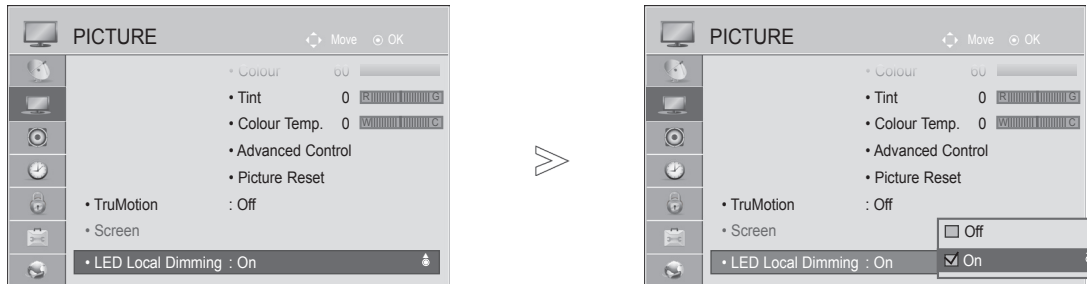 PICTURE Move OK
• Colour 60
• Tint 0 R G
• Colour Temp. 0 W C
• Advanced Control
• Picture Reset
• TruMotion : Off
• Screen
• LED Local Dimming : On
PICTURE Move OK
• Colour 60
• Tint 0 R G
• Colour Temp. 0 W C
• Advanced Control
• Picture Reset
• TruMotion : Off
• Screen
• LED Local Dimming : On
Off
On